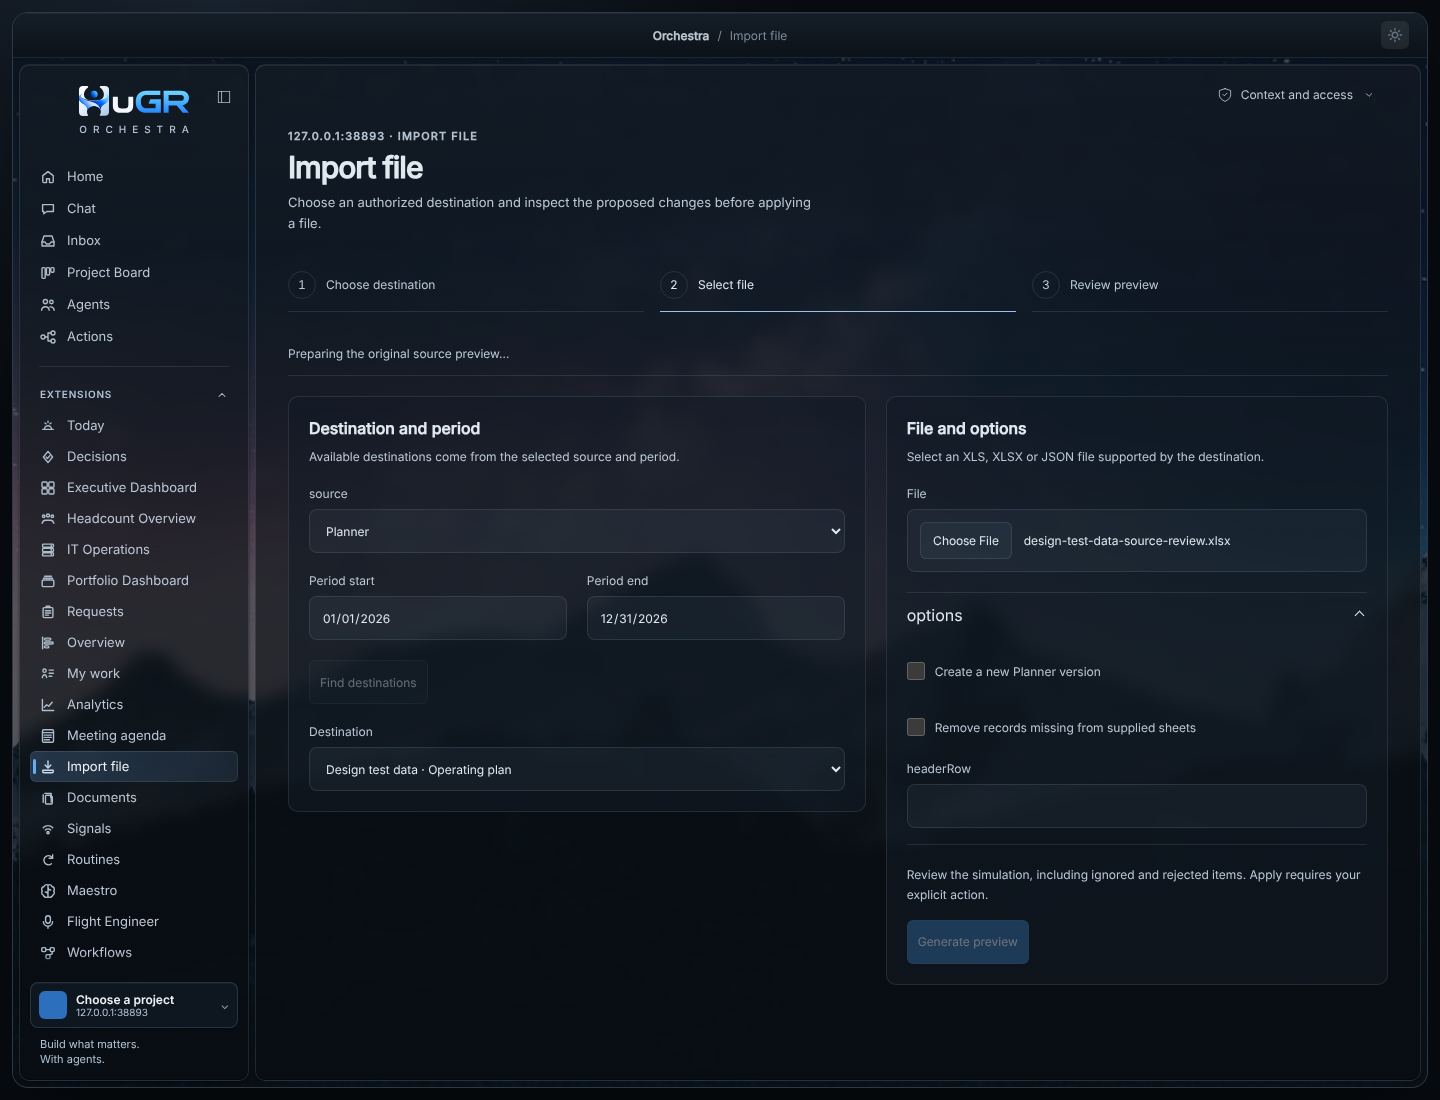 Orchestra / Import file
HuGR
ORCHESTRA
Home
Chat
Inbox
Project Board
Agents
Actions
EXTENSIONS
Today
Decisions
Executive Dashboard
Headcount Overview
IT Operations
Portfolio Dashboard
Requests
Overview
My work
Analytics
Meeting agenda
Import file
Documents
Signals
Routines
Maestro
Flight Engineer
Workflows
Choose a project
127.0.0.1:38893
Build what matters.
With agents.
Context and access
127.0.0.1:38893 · IMPORT FILE
Import file
Choose an authorized destination and inspect the proposed changes before applying
a file.
1 Choose destination
2 Select file
3 Review preview
Preparing the original source preview...
Destination and period
Available destinations come from the selected source and period.
source
Planner
Period start Period end
01/01/2026 12/31/2026
Find destinations
Destination
Design test data · Operating plan
File and options
Select an XLS, XLSX or JSON file supported by the destination.
File
Choose File design-test-data-source-review.xlsx
options
Create a new Planner version
Remove records missing from supplied sheets
headerRow
Review the simulation, including ignored and rejected items. Apply requires your
explicit action.
Generate preview